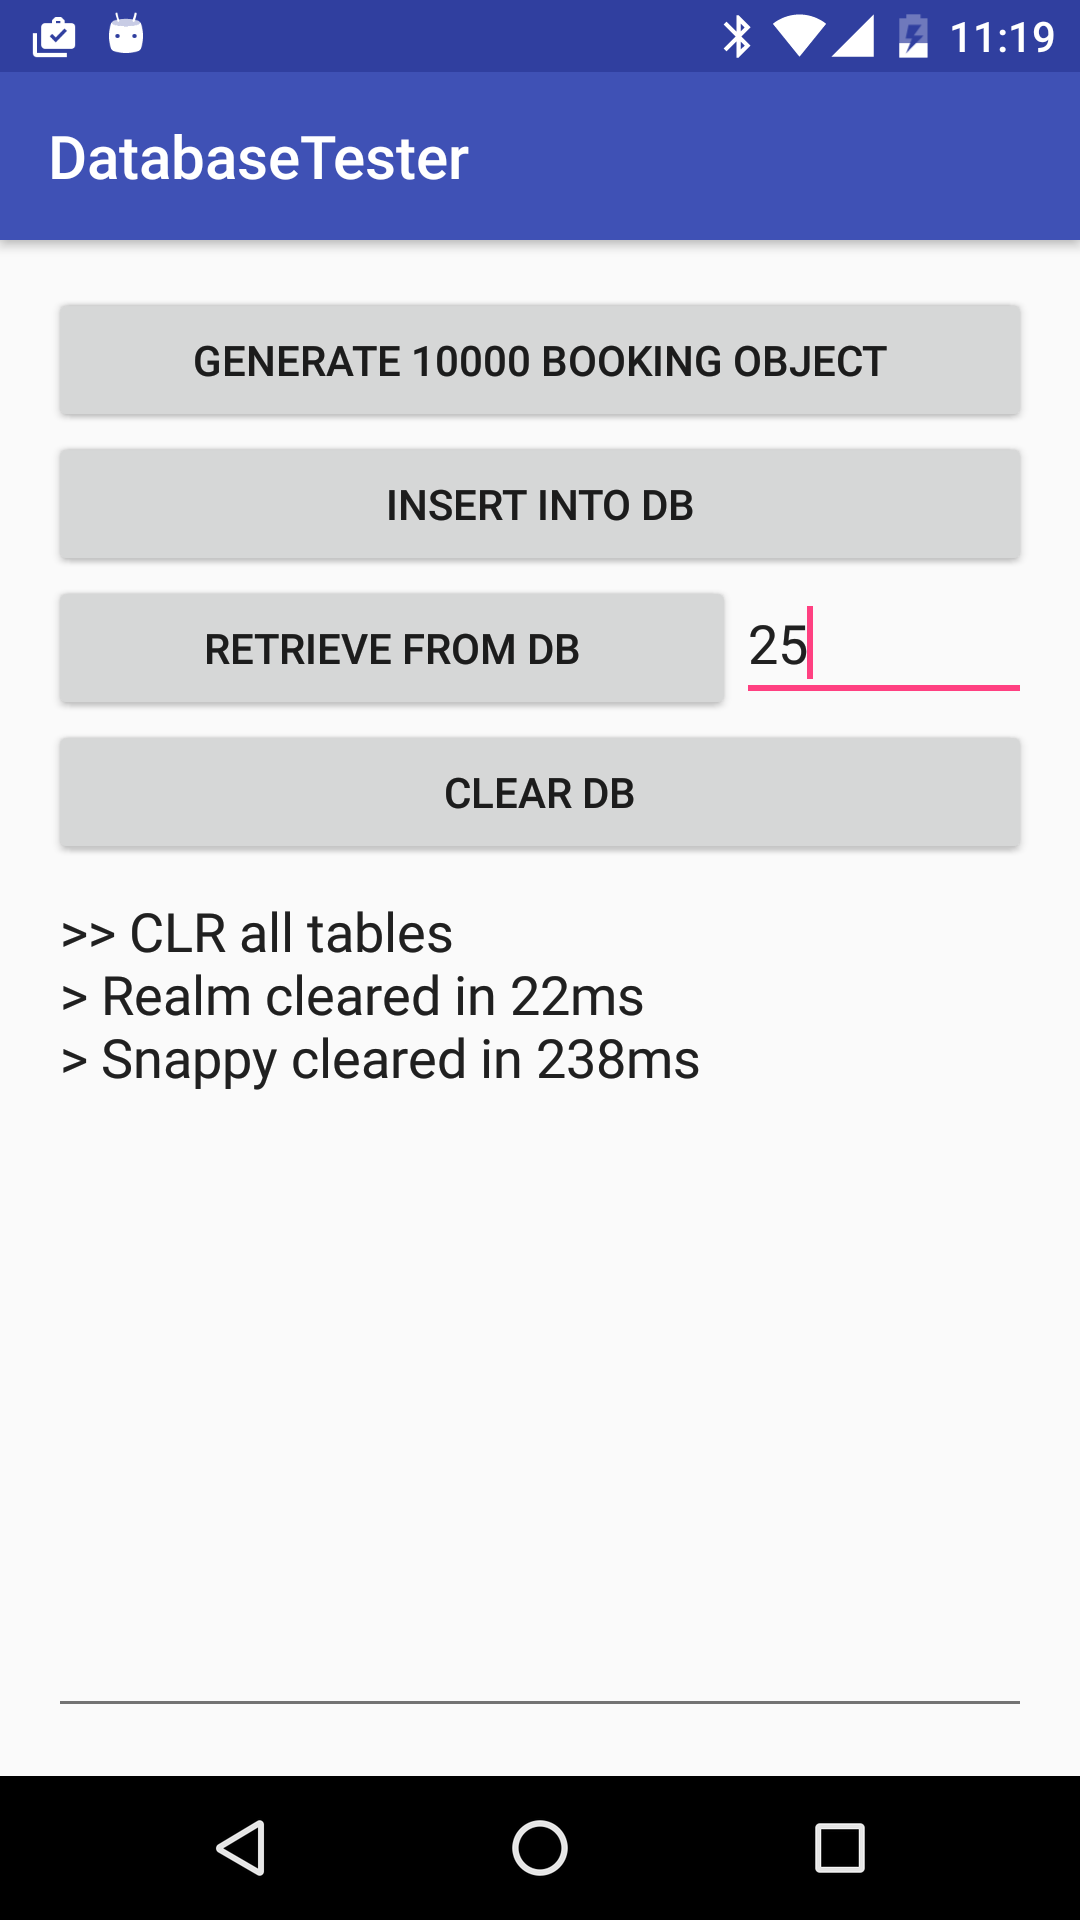 11:19
DatabaseTester
GENERATE 10000 BOOKING OBJECT
INSERT INTO DB
RETRIEVE FROM DB 25
CLEAR DB
>> CLR all tables
> Realm cleared in 22ms
> Snappy cleared in 238ms